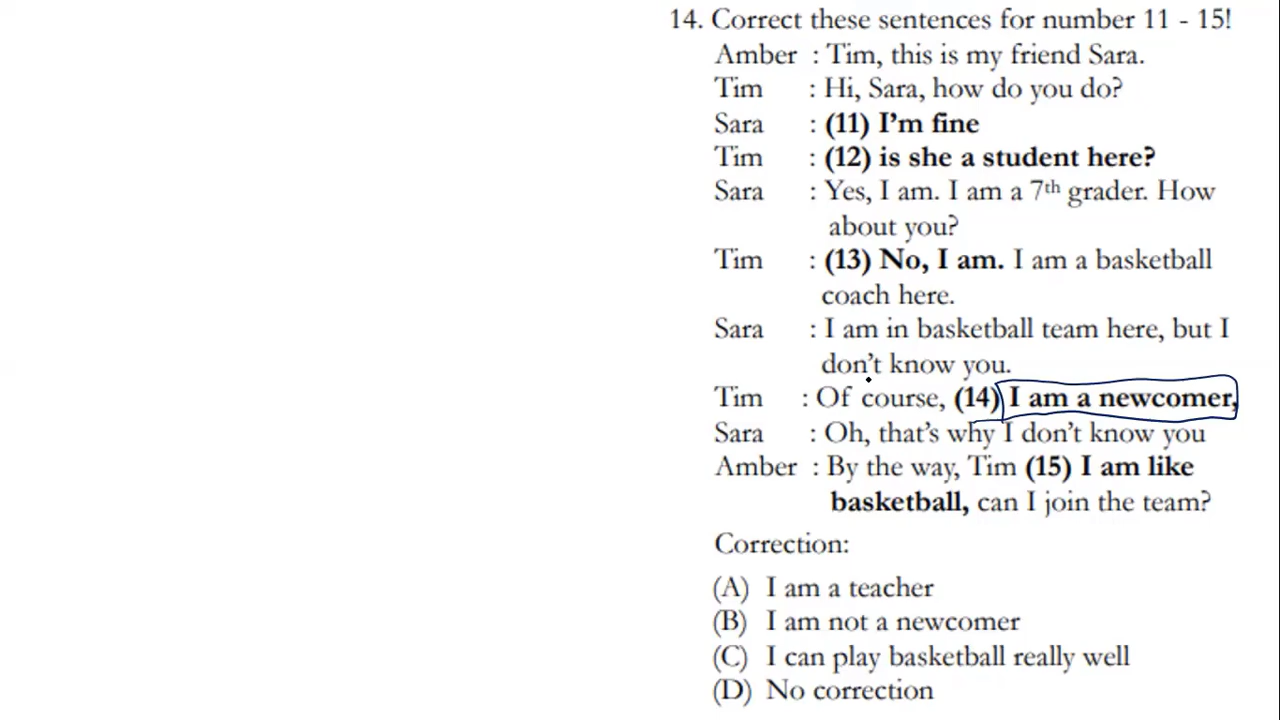 14. Correct these sentences for number 11 - 15!
Amber : Tim, this is my friend Sara.
Tim : Hi, Sara, how do you do?
Sara : (11) I’m fine
Tim : (12) is she a student here?
Sara : Yes, I am. I am a 7th grader. How
about you?
Tim : (13) No, I am. I am a basketball
coach here.
Sara : I am in basketball team here, but I
don’t know you.
Tim : Of course, (14) I am a newcomer,
Sara : Oh, that’s why I don’t know you
Amber : By the way, Tim (15) I am like
basketball, can I join the team?
Correction:
(A) I am a teacher
(B) I am not a newcomer
(C) I can play basketball really well
(D) No correction